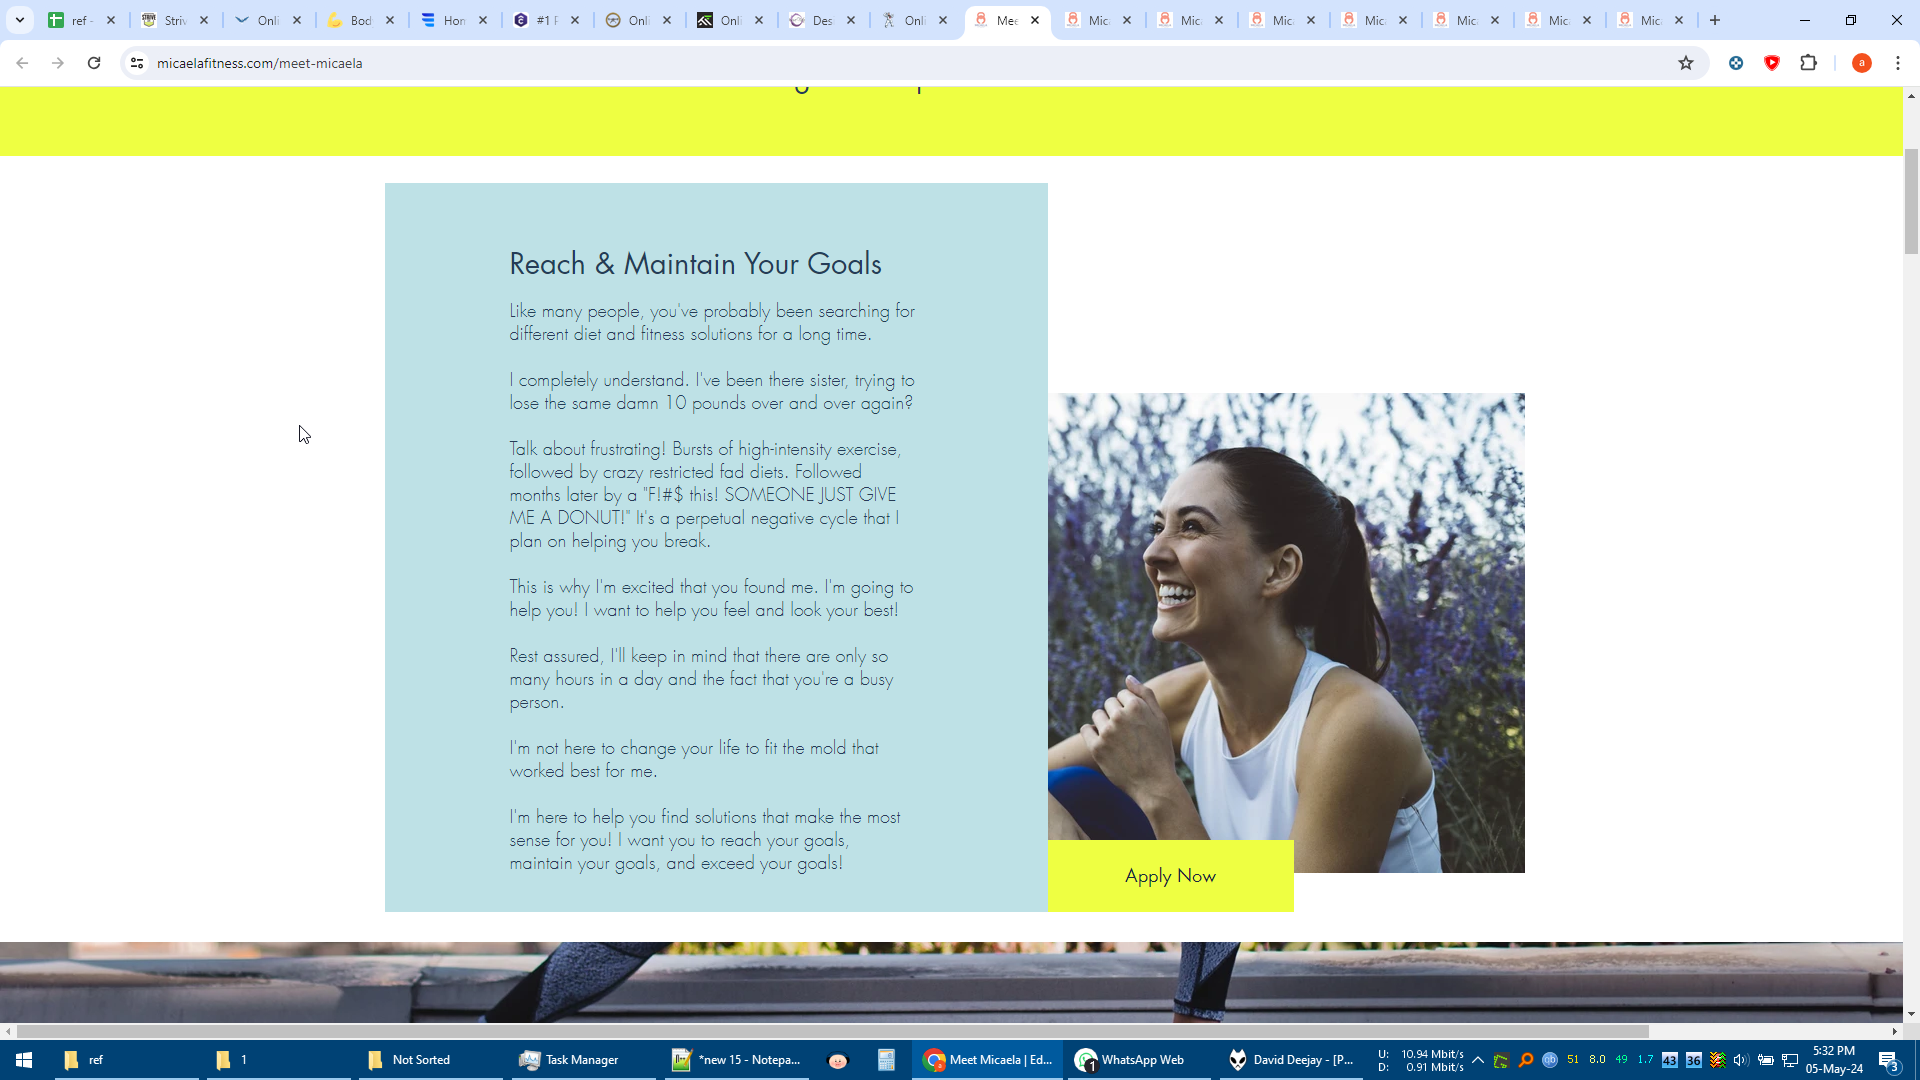 ref -
Striv
Onli
Bod
Hon
#1 F
Onli
Onli
Desi
Onli
Mee
Mica
Mica
Mica
Mica
Mica
Mica
Mica
micaelafitness.com/meet-micaela
a
Reach & Maintain Your Goals
Like many people, you've probably been searching for
different diet and fitness solutions for a long time.
I completely understand. I've been there sister, trying to
lose the same damn 10 pounds over and over again?
Talk about frustrating! Bursts of high-intensity exercise,
followed by crazy restricted fad diets. Followed
months later by a "F!#$ this! SOMEONE JUST GIVE
ME A DONUT!" It's a perpetual negative cycle that I
plan on helping you break.
This is why I'm excited that you found me. I'm going to
help you! I want to help you feel and look your best!
Rest assured, I'll keep in mind that there are only so
many hours in a day and the fact that you're a busy
person.
I'm not here to change your life to fit the mold that
worked best for me.
I'm here to help you find solutions that make the most
sense for you! I want you to reach your goals,
maintain your goals, and exceed your goals!
Apply Now
ref
1
Not Sorted
Task Manager
*new 15 - Notepa...
Meet Micaela | Ed...
1
WhatsApp Web
David Deejay - [P...
U: 10.94 Mbit/s
D: 0.91 Mbit/s
51 8.0 49 1.7 43 36
5:32 PM
05-May-24
3